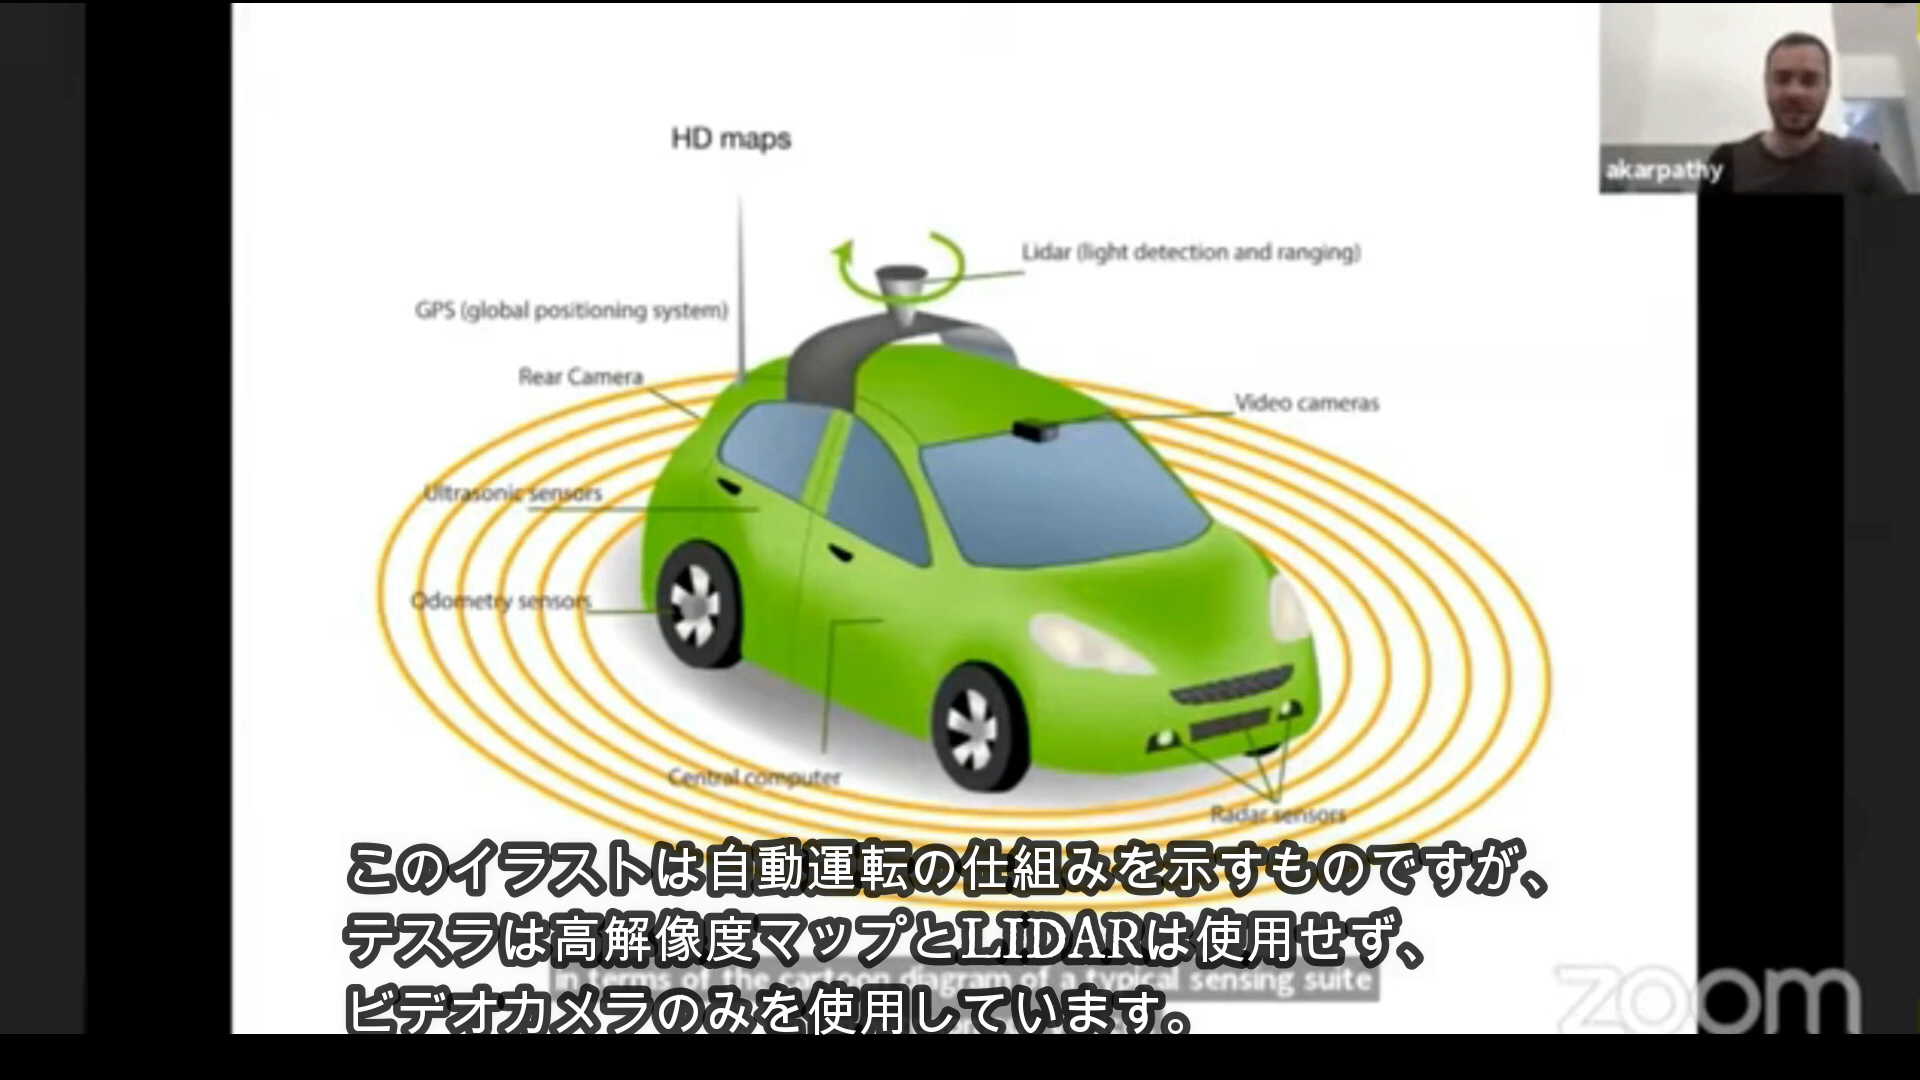 HD maps
akarpathy
Lidar (light detection and ranging)
GPS (global positioning system)
Rear Camera
Video cameras
Ultrasonic sensors
Odometry sensors
Central computer
Radar sensors
このイラストは自動運転の仕組みを示すものですが、
テスラは高解像度マップとLIDARは使用せず、
in terms of the cartoon diagram of a typical sensing suite
ビデオカメラのみを使用しています。
zoom